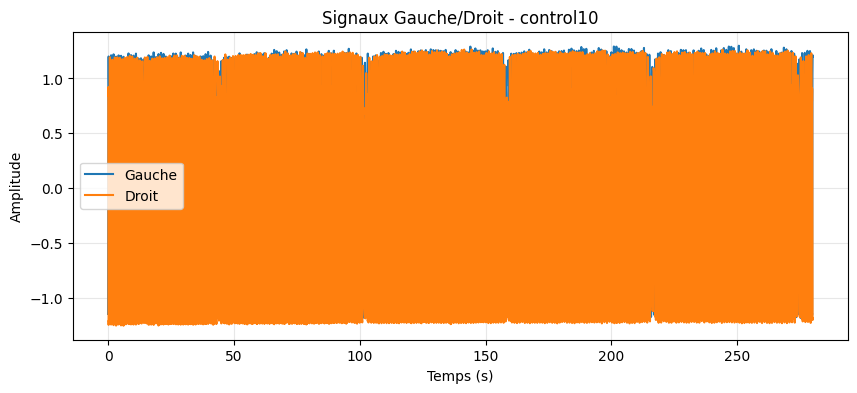 Signaux Gauche/Droit - control10
Amplitude
1.0
0.5
0.0
−0.5
−1.0
Gauche
Droit
0
50
100
150
200
250
Temps (s)